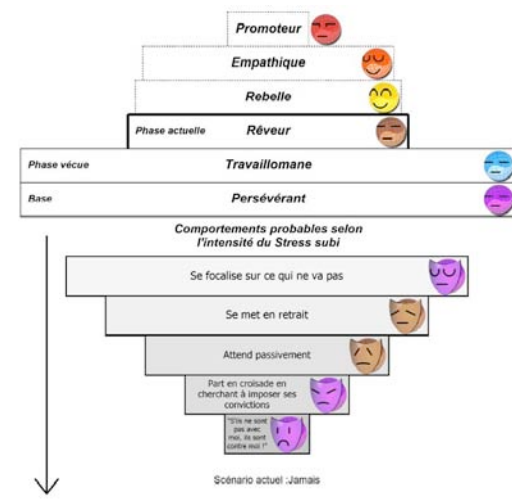 Promoteur
Empathique
Rebelle
Phase actuelle Rêveur
Phase vécue Travaillomane
Base Persévérant
Comportements probables selon
l'intensité du Stress subi
Se focalise sur ce qui ne va pas
Se met en retrait
Attend passivement
Part en croisade en
cherchant à imposer ses
convictions
"S'ils ne sont
pas avec
moi, ils sont
contre moi !"
Scénario actuel :Jamais